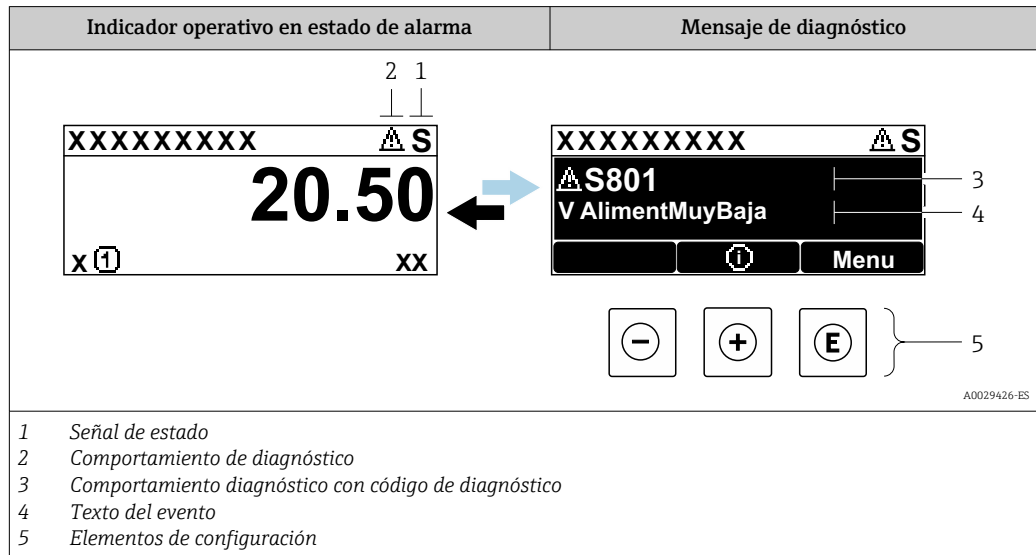 Indicador operativo en estado de alarma
Mensaje de diagnóstico
2 1
XXXXXXXXX S
20.50
x 1 xx
XXXXXXXXX S
S801
3
V AlimentMuyBaja
4
i Menu
- + E
5
A0029426-ES
1 Señal de estado
2 Comportamiento de diagnóstico
3 Comportamiento diagnóstico con código de diagnóstico
4 Texto del evento
5 Elementos de configuración